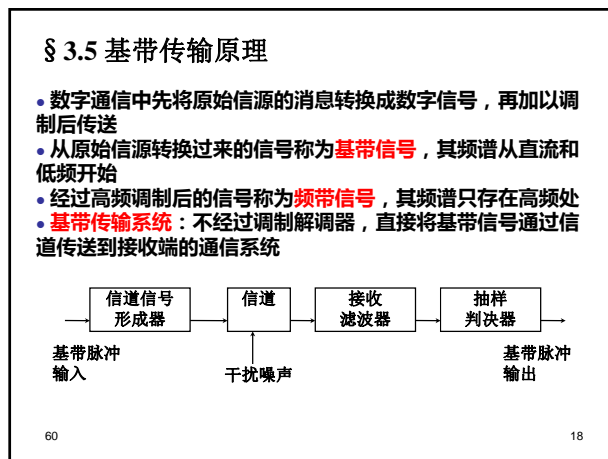 § 3.5 基带传输原理
• 数字通信中先将原始信源的消息转换成数字信号，再加以调
制后传送
• 从原始信源转换过来的信号称为基带信号，其频谱从直流和
低频开始
• 经过高频调制后的信号称为频带信号，其频谱只存在高频处
• 基带传输系统：不经过调制解调器，直接将基带信号通过信
道传送到接收端的通信系统
信道信号
形成器
信道
接收
滤波器
抽样
判决器
基带脉冲
输入
干扰噪声
基带脉冲
输出
60
18